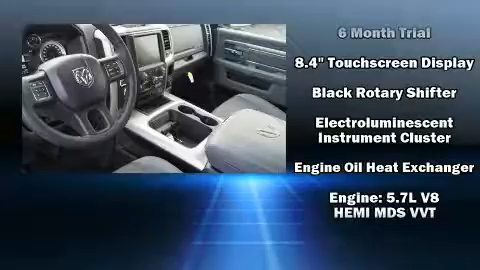 6 Month Trial
8.4" Touchscreen Display
Black Rotary Shifter
Electroluminescent
Instrument Cluster
Engine Oil Heat Exchanger
Engine: 5.7L V8
HEMI MDS VVT